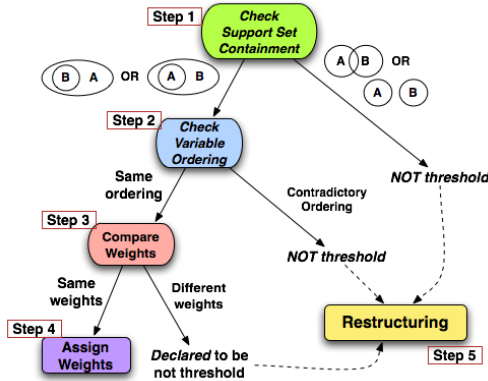 Step 1
Check
Support Set
Containment
B A OR A B
A B OR
A B
Step 2
Check
Variable
Ordering
NOT threshold
Same
ordering
Contradictory
Ordering
Step 3
Compare
Weights
NOT threshold
Same
weights
Different
weights
Step 4
Assign
Weights
Declared to be
not threshold
Restructuring
Step 5